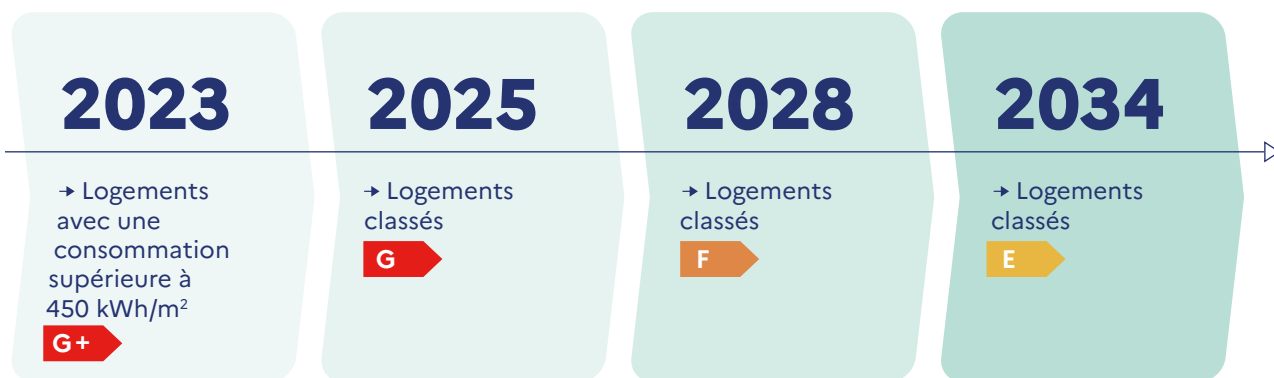 2023
→ Logements
avec une
consommation
supérieure à
450 kWh/m²
G+
2025
→ Logements
classés
G
2028
→ Logements
classés
F
2034
→ Logements
classés
E